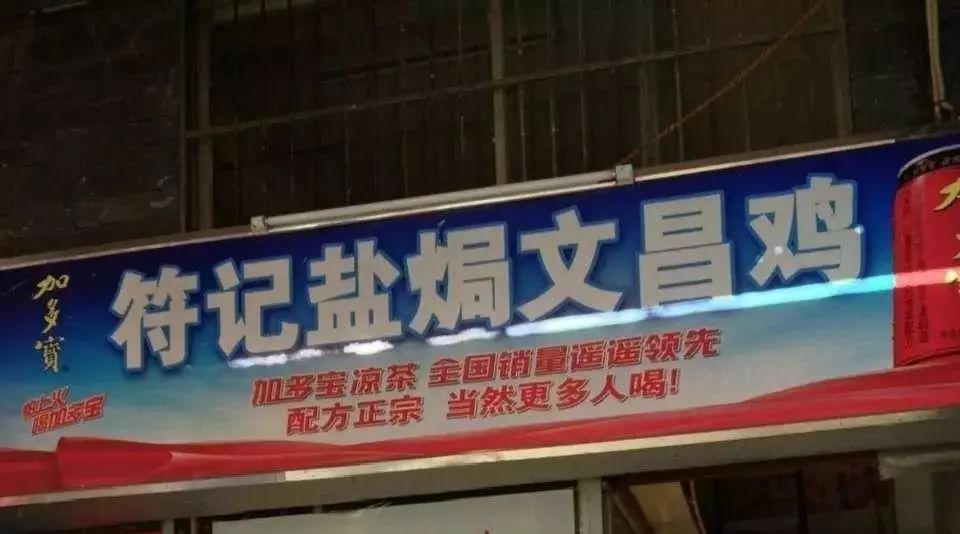 符记盐焗文昌鸡
加多寶
加多宝凉茶 全国销量遥遥领先
配方正宗 当然更多人喝!
怕上火
喝加多宝